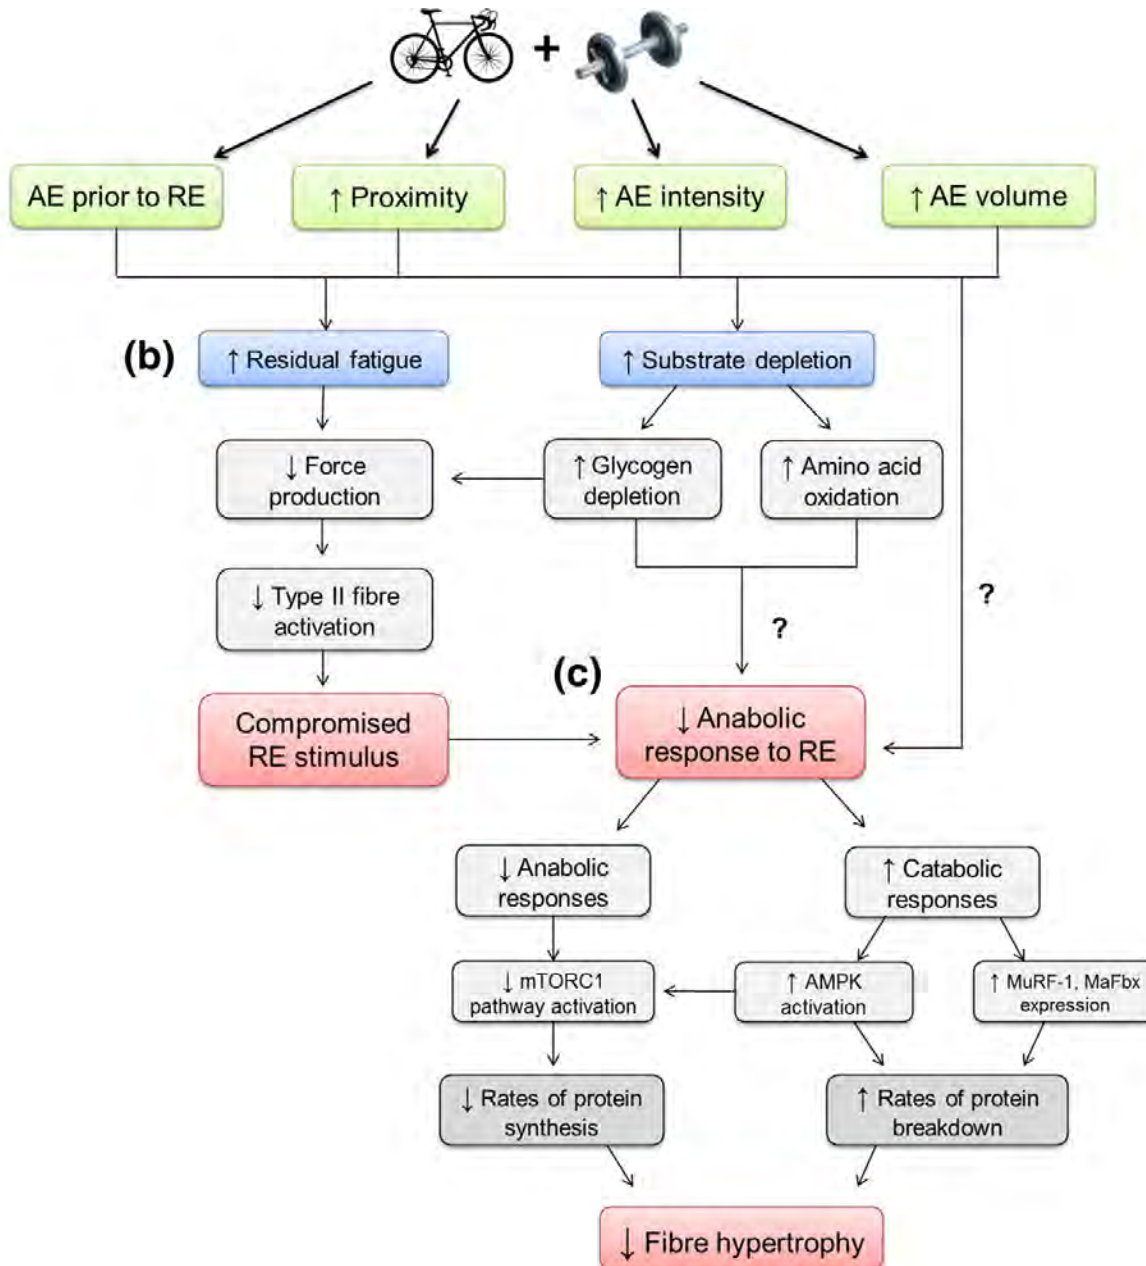 +
AE prior to RE
↑ Proximity
↑ AE intensity
↑ AE volume
(b)
↑ Residual fatigue
↑ Substrate depletion
↓ Force
production
↑ Glycogen
depletion
↑ Amino acid
oxidation
↓ Type II fibre
activation
?
?
(c)
Compromised
RE stimulus
↓ Anabolic
response to RE
↓ Anabolic
responses
↑ Catabolic
responses
↓ mTORC1
pathway activation
↑ AMPK
activation
↑ MuRF-1, MaFbx
expression
↓ Rates of protein
synthesis
↑ Rates of protein
breakdown
↓ Fibre hypertrophy